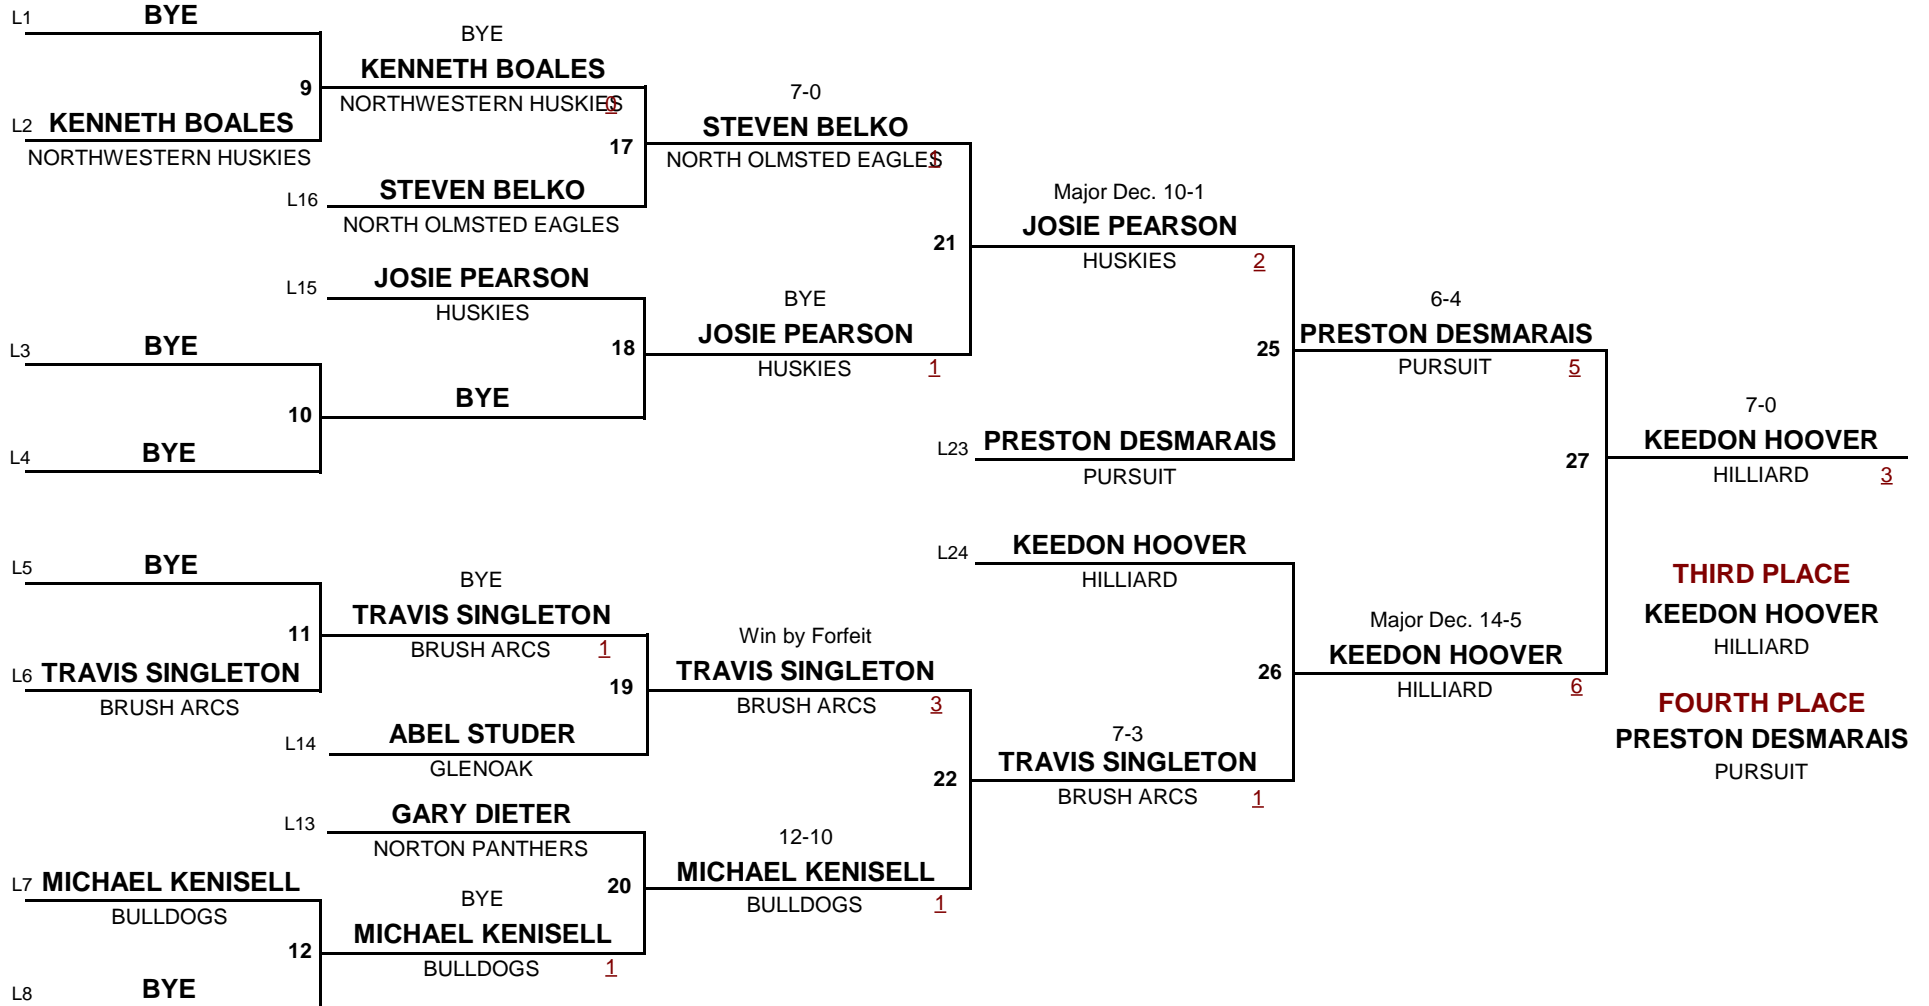 L1 BYE
BYE
KENNETH BOALES
9
NORTHWESTERN HUSKIES 0
7-0
L2 KENNETH BOALES
STEVEN BELKO
17
NORTHWESTERN HUSKIES
NORTH OLMSTED EAGLES 1
L16 STEVEN BELKO
Major Dec. 10-1
NORTH OLMSTED EAGLES
JOSIE PEARSON
21
HUSKIES 2
L15 JOSIE PEARSON
BYE
6-4
HUSKIES
JOSIE PEARSON
PRESTON DESMARAIS
L3 BYE
18
25
HUSKIES 1
PURSUIT 5
BYE
10
7-0
L4 BYE
L23 PRESTON DESMARAIS
KEEDON HOOVER
27
PURSUIT
HILLIARD 3
L24 KEEDON HOOVER
L5 BYE
BYE
HILLIARD
THIRD PLACE
TRAVIS SINGLETON
KEEDON HOOVER
11
Win by Forfeit
Major Dec. 14-5
BRUSH ARCS 1
HILLIARD
L6 TRAVIS SINGLETON
TRAVIS SINGLETON
KEEDON HOOVER
26
19
HILLIARD 6
BRUSH ARCS
BRUSH ARCS 3
FOURTH PLACE
L14 ABEL STUDER
7-3
PRESTON DESMARAIS
GLENOAK
TRAVIS SINGLETON
PURSUIT
22
BRUSH ARCS 1
L13 GARY DIETER
NORTON PANTHERS
12-10
L7 MICHAEL KENISELL
MICHAEL KENISELL
20
BULLDOGS
BYE
BULLDOGS 1
MICHAEL KENISELL
12
BULLDOGS 1
L8 BYE